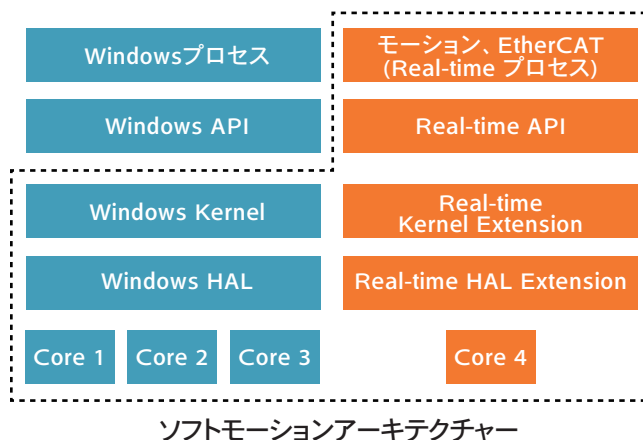 Windowsプロセス
モーション、EtherCAT
(Real-time プロセス)
Windows API
Real-time API
Windows Kernel
Real-time
Kernel Extension
Windows HAL
Real-time HAL Extension
Core 1
Core 2
Core 3
Core 4
ソフトモーションアーキテクチャー